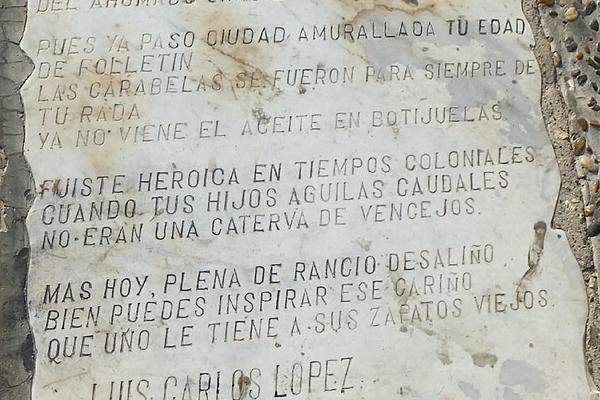 DEL AHUMADO
PUES YA PASO CIUDAD AMURALLADA TU EDAD
DE FOLLETIN
LAS CARABELAS SE FUERON PARA SIEMPRE DE
TU RADA
YA NO VIENE EL ACEITE EN BOTIJUELAS
FUISTE HEROICA EN TIEMPOS COLONIALES
CUANDO TUS HIJOS AGUILAS CAUDALES
NO ERAN UNA CATERVA DE VENCEJOS.
MAS HOY, PLENA DE RANCIO DESALIÑO
BIEN PUEDES INSPIRAR ESE CARIÑO
QUE UNO LE TIENE A SUS ZAPATOS VIEJOS.
LUIS CARLOS LOPEZ